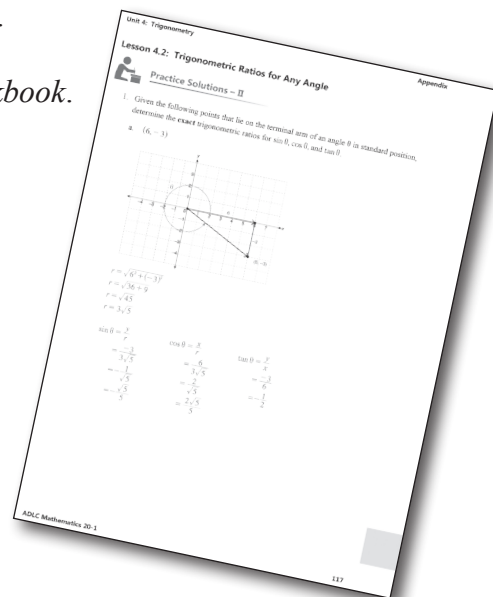 kbook.
Unit 4: Trigonometry
Appendix
Lesson 4.2: Trigonometric Ratios for Any Angle
Practice Solutions – II
1. Given the following points that lie on the terminal arm of an angle θ in standard position,
determine the exact trigonometric ratios for sin θ, cos θ, and tan θ.
a. (6, −3)
r = √6² + (−3)²
r = √36 + 9
r = √45
r = 3√5
sin θ = y/r
= −3/3√5
= −1/√5
= −√5/5
cos θ = x/r
= 6/3√5
= 2/√5
= 2√5/5
tan θ = y/x
= −3/6
= −1/2
ADLC Mathematics 20-1
117